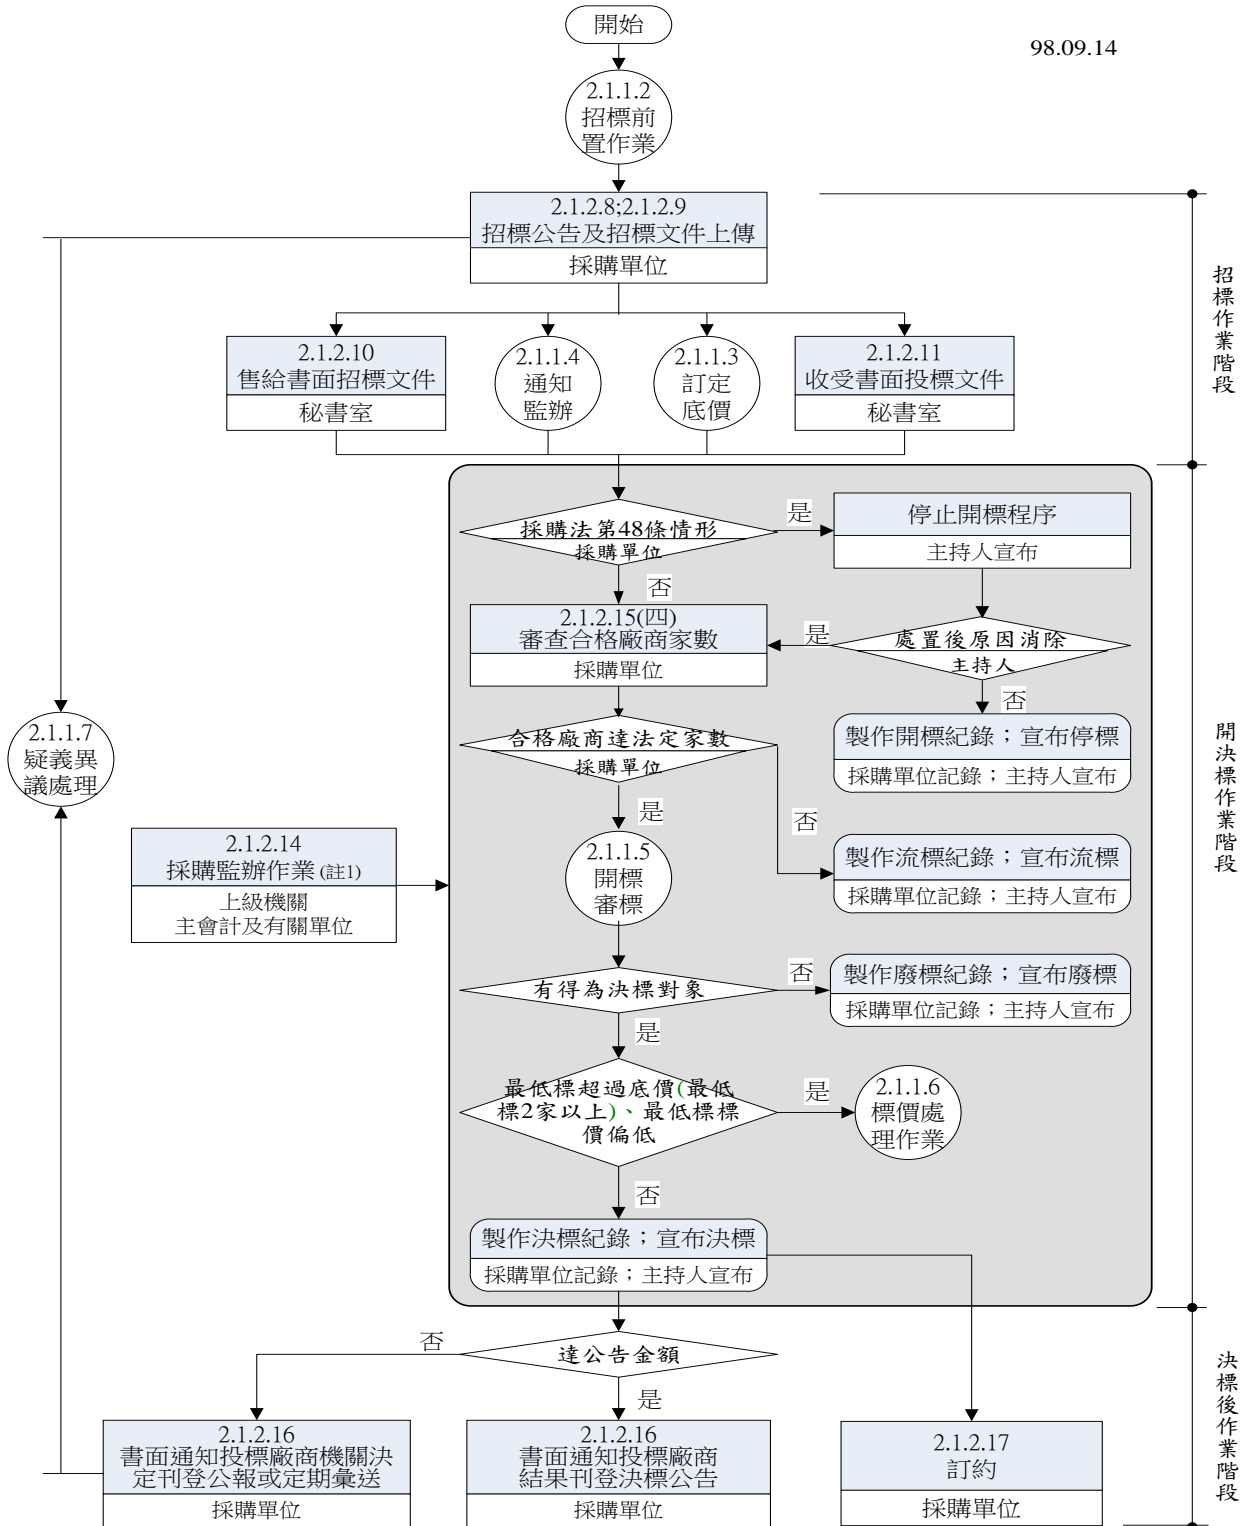 開始
98.09.14
2.1.1.2
招標前
置作業
2.1.2.8;2.1.2.9
招標公告及招標文件上傳
採購單位
招標作業階段
2.1.2.10
售給書面招標文件
秘書室
2.1.1.4
通知
監辦
2.1.1.3
訂定
底價
2.1.2.11
收受書面投標文件
秘書室
採購法第48條情形
採購單位
是
停止開標程序
主持人宣布
否
2.1.2.15(四)
審查合格廠商家數
採購單位
是
處置後原因消除
主持人
否
製作開標紀錄；宣布停標
採購單位記錄；主持人宣布
合格廠商達法定家數
採購單位
是
否
2.1.1.7
疑義異
議處理
開決標作業階段
2.1.2.14
採購監辦作業(註1)
上級機關
主會計及有關單位
2.1.1.5
開標
審標
製作流標紀錄；宣布流標
採購單位記錄；主持人宣布
有得為決標對象
否
製作廢標紀錄；宣布廢標
採購單位記錄；主持人宣布
是
最低標超過底價(最低
標2家以上)、最低標標
價偏低
是
2.1.1.6
標價處
理作業
否
製作決標紀錄；宣布決標
採購單位記錄；主持人宣布
達公告金額
否
是
決標後作業階段
2.1.2.16
書面通知投標廠商機關決
定刊登公報或定期彙送
採購單位
2.1.2.16
書面通知投標廠商
結果刊登決標公告
採購單位
2.1.2.17
訂約
採購單位